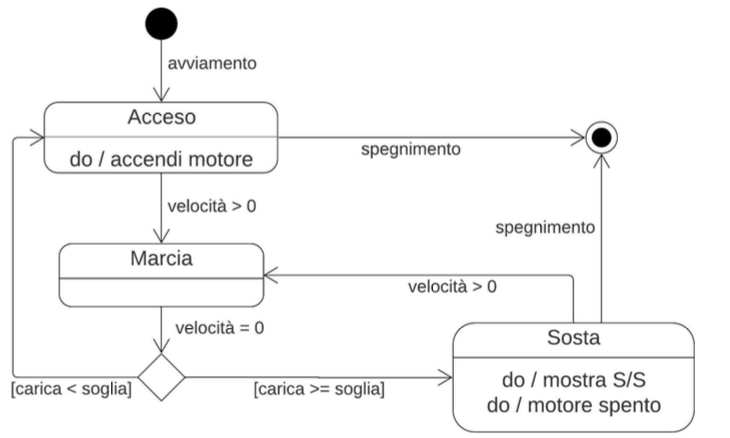 avviamento
Acceso
do / accendi motore
spegnimento
velocità > 0
spegnimento
Marcia
velocità > 0
velocità = 0
Sosta
[carica < soglia]
[carica >= soglia]
do / mostra S/S
do / motore spento